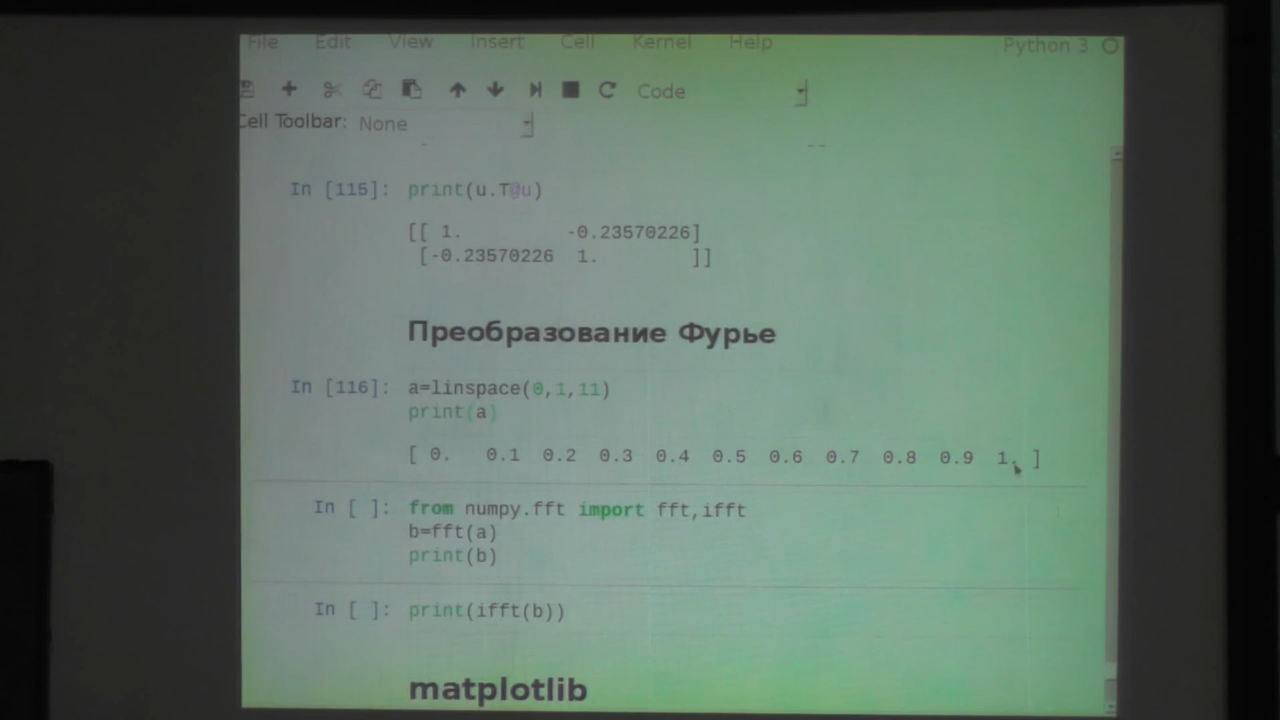 File Edit View Insert Cell Kernel Help Python 3
Code
Cell Toolbar: None
In [115]: print(u.T@u)
[[ 1.         -0.23570226]
 [-0.23570226  1.        ]]
Преобразование Фурье
In [116]: a=linspace(0,1,11)
print(a)
[ 0.   0.1  0.2  0.3  0.4  0.5  0.6  0.7  0.8  0.9  1. ]
In [ ]: from numpy.fft import fft,ifft
b=fft(a)
print(b)
In [ ]: print(ifft(b))
matplotlib